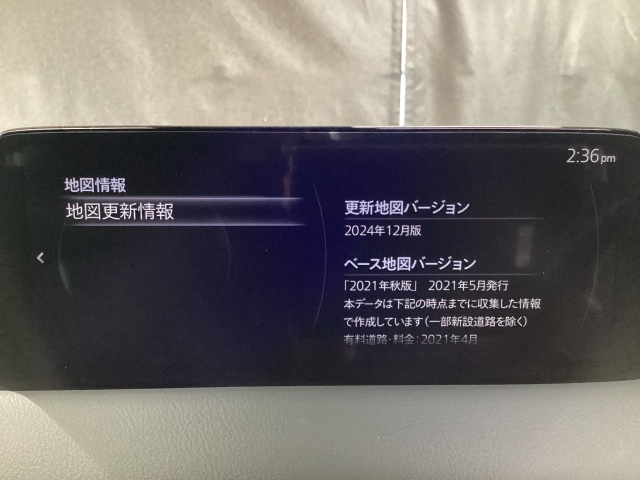 2:36pm
地図情報
地図更新情報
更新地図バージョン
2024年12月版
ベース地図バージョン
「2021年秋版」 2021年5月発行
本データは下記の時点までに収集した情報
で作成しています(一部新設道路を除く)
有料道路・料金:2021年4月